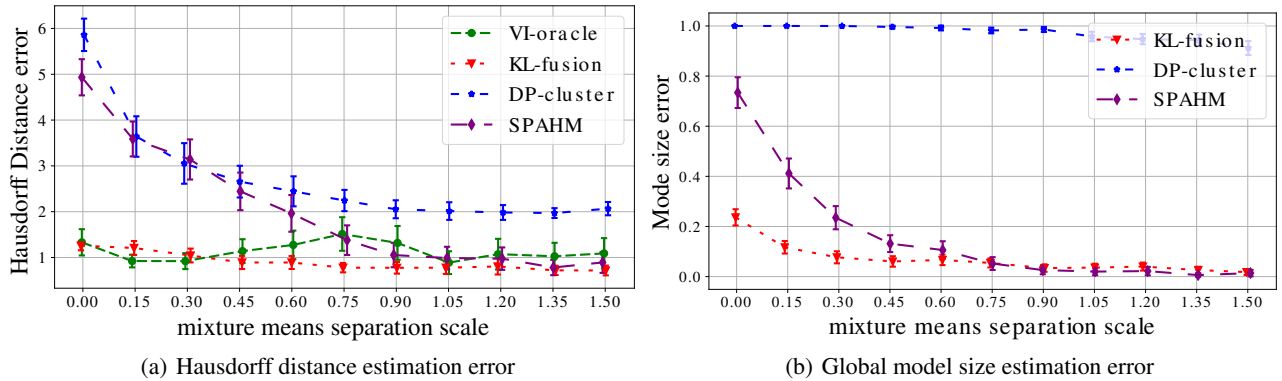 6
5
4
3
2
1
Hausdorff Distance error
VI-oracle
KL-fusion
DP-cluster
SPAHM
0.00 0.15 0.30 0.45 0.60 0.75 0.90 1.05 1.20 1.35 1.50
mixture means separation scale
(a) Hausdorff distance estimation error
1.0
0.8
0.6
0.4
0.2
0.0
Mode size error
KL-fusion
DP-cluster
SPAHM
0.00 0.15 0.30 0.45 0.60 0.75 0.90 1.05 1.20 1.35 1.50
mixture means separation scale
(b) Global model size estimation error